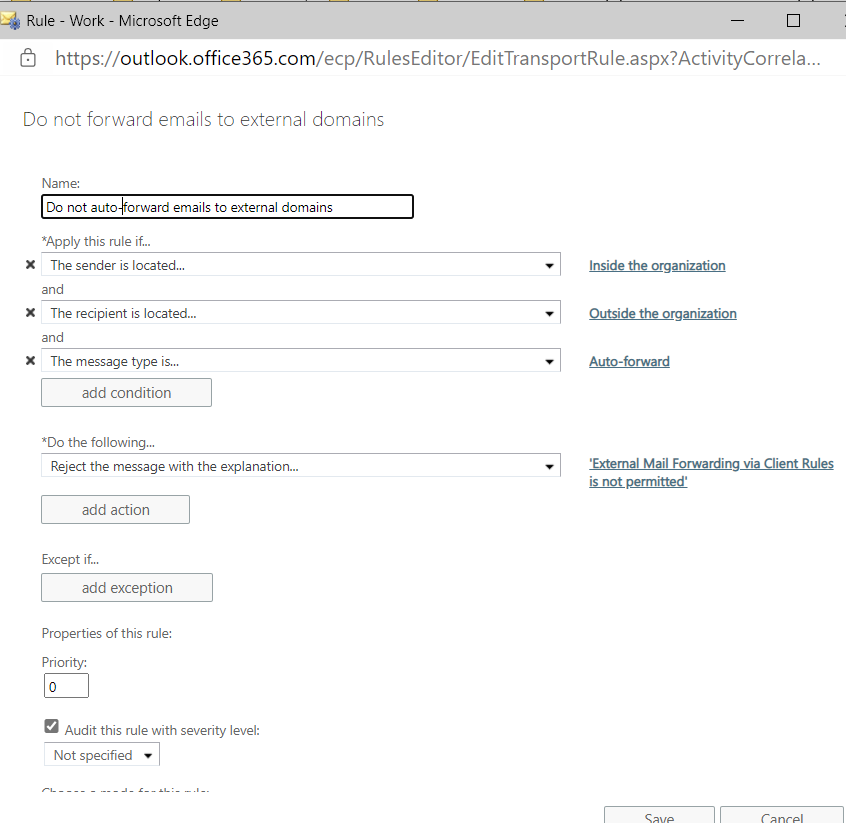 Rule - Work - Microsoft Edge
https://outlook.office365.com/ecp/RulesEditor/EditTransportRule.aspx?ActivityCorrela...
Do not forward emails to external domains
Name:
Do not auto-forward emails to external domains
*Apply this rule if...
The sender is located...
Inside the organization
and
The recipient is located...
Outside the organization
and
The message type is...
Auto-forward
add condition
*Do the following...
Reject the message with the explanation...
'External Mail Forwarding via Client Rules
is not permitted'
add action
Except if...
add exception
Properties of this rule:
Priority:
0
Audit this rule with severity level:
Not specified
Choose a mode for this rule:
Save
Cancel